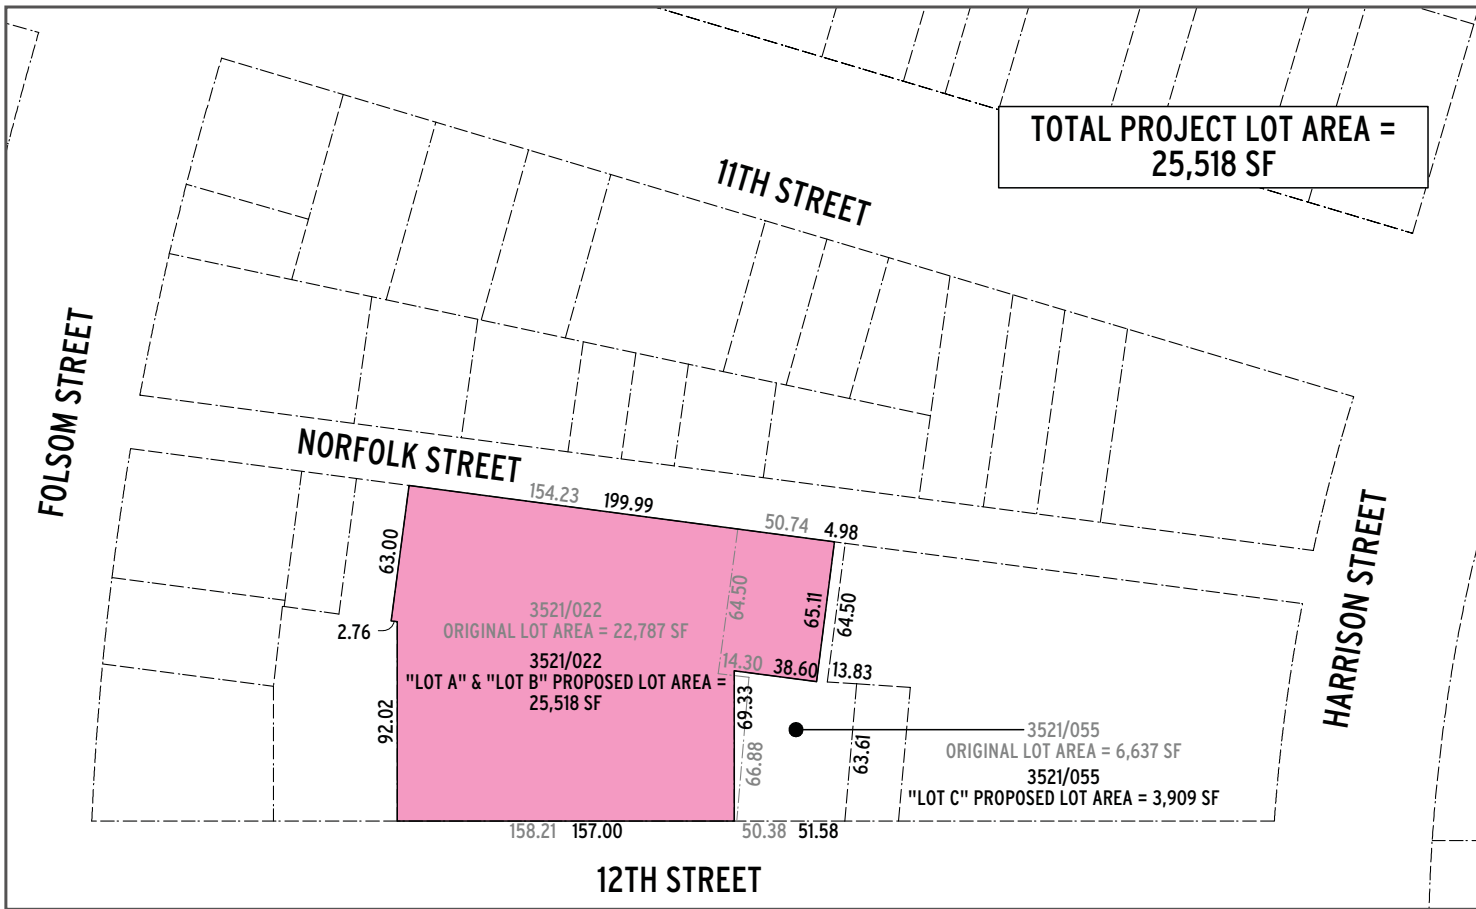 TOTAL PROJECT LOT AREA =
25,518 SF
11TH STREET
FOLSOM STREET
NORFOLK STREET
HARRISON STREET
154.23
199.99
50.74
4.98
63.00
64.50
65.11
64.50
2.76
3521/022
ORIGINAL LOT AREA = 22,787 SF
3521/022
"LOT A" & "LOT B" PROPOSED LOT AREA =
25,518 SF
14.30
38.60
13.83
92.02
69.33
66.88
63.61
3521/055
ORIGINAL LOT AREA = 6,637 SF
3521/055
"LOT C" PROPOSED LOT AREA = 3,909 SF
158.21
157.00
50.38
51.58
12TH STREET